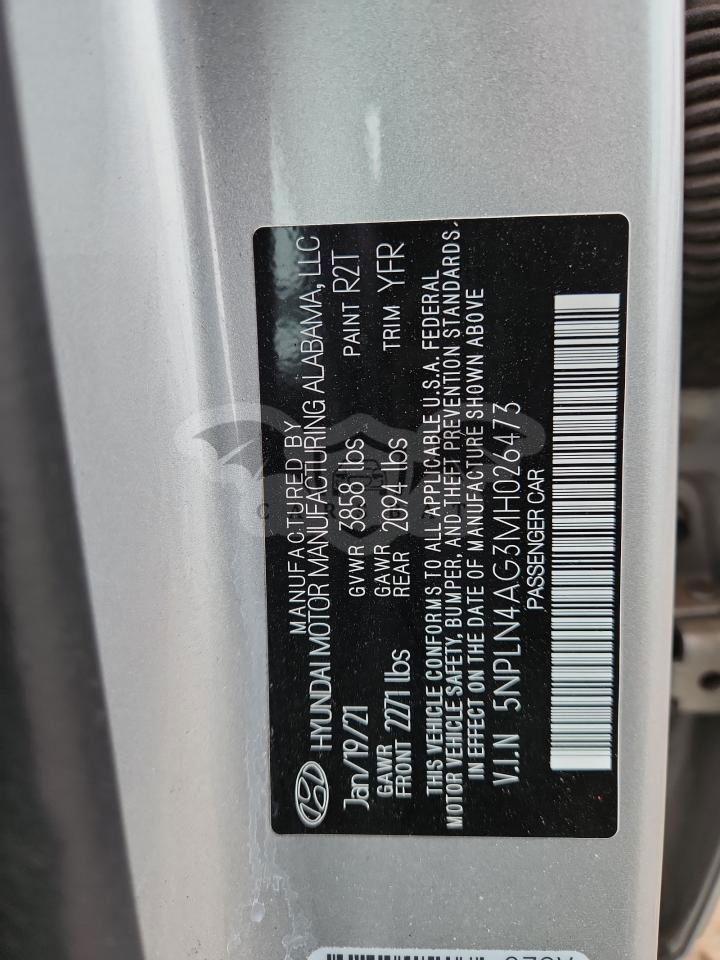 MANUFACTURED BY
HYUNDAI MOTOR MANUFACTURING ALABAMA, LLC
Jan/19/21 GVWR 3858 lbs PAINT R2T
GAWR FRONT 2271 lbs GAWR REAR 2094 lbs TRIM YFR
THIS VEHICLE CONFORMS TO ALL APPLICABLE U.S.A. FEDERAL
MOTOR VEHICLE SAFETY, BUMPER, AND THEFT PREVENTION STANDARDS,
IN EFFECT ON THE DATE OF MANUFACTURE SHOWN ABOVE
V.I.N 5NPLN4AG3MH026473
PASSENGER CAR